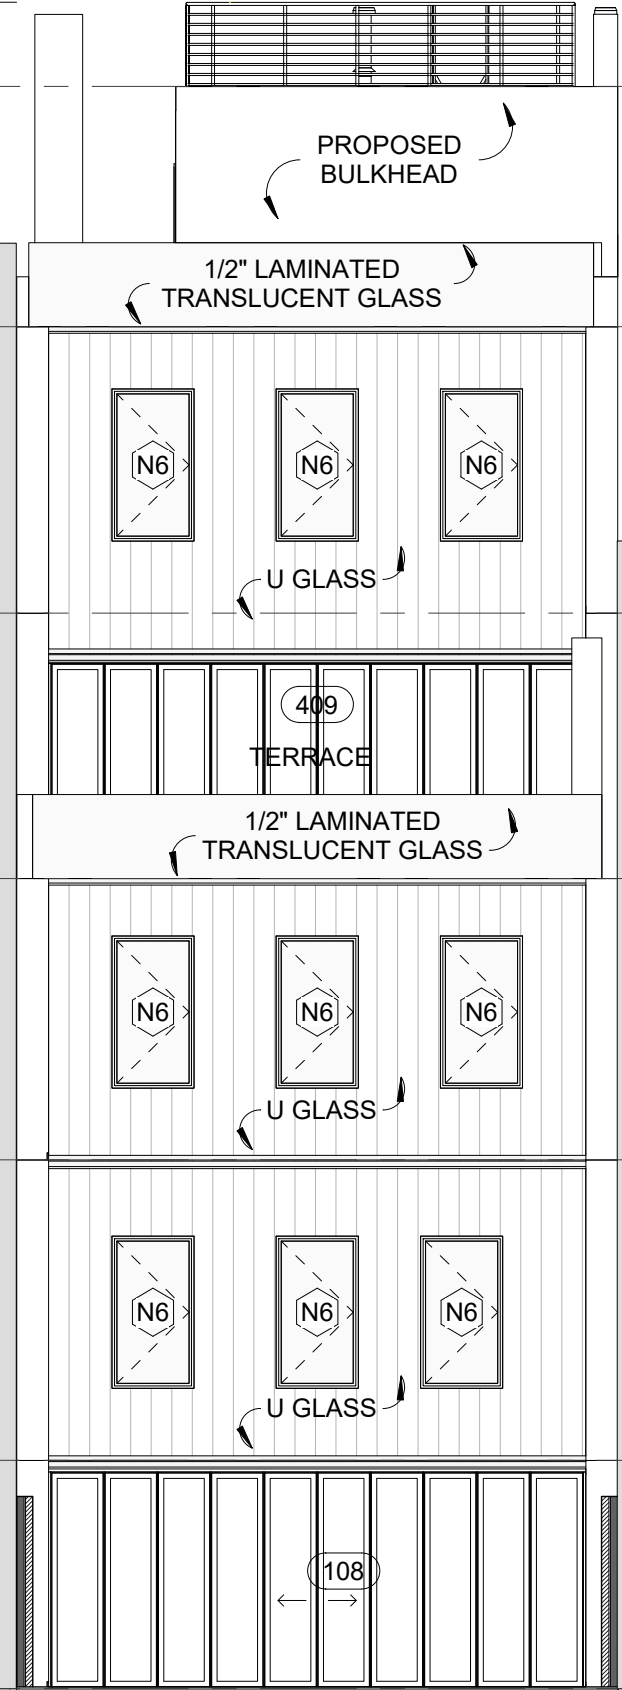 PROPOSED
BULKHEAD
1/2" LAMINATED
TRANSLUCENT GLASS
N6 N6 N6
U GLASS
409
TERRACE
1/2" LAMINATED
TRANSLUCENT GLASS
N6 N6 N6
U GLASS
N6 N6 N6
U GLASS
108